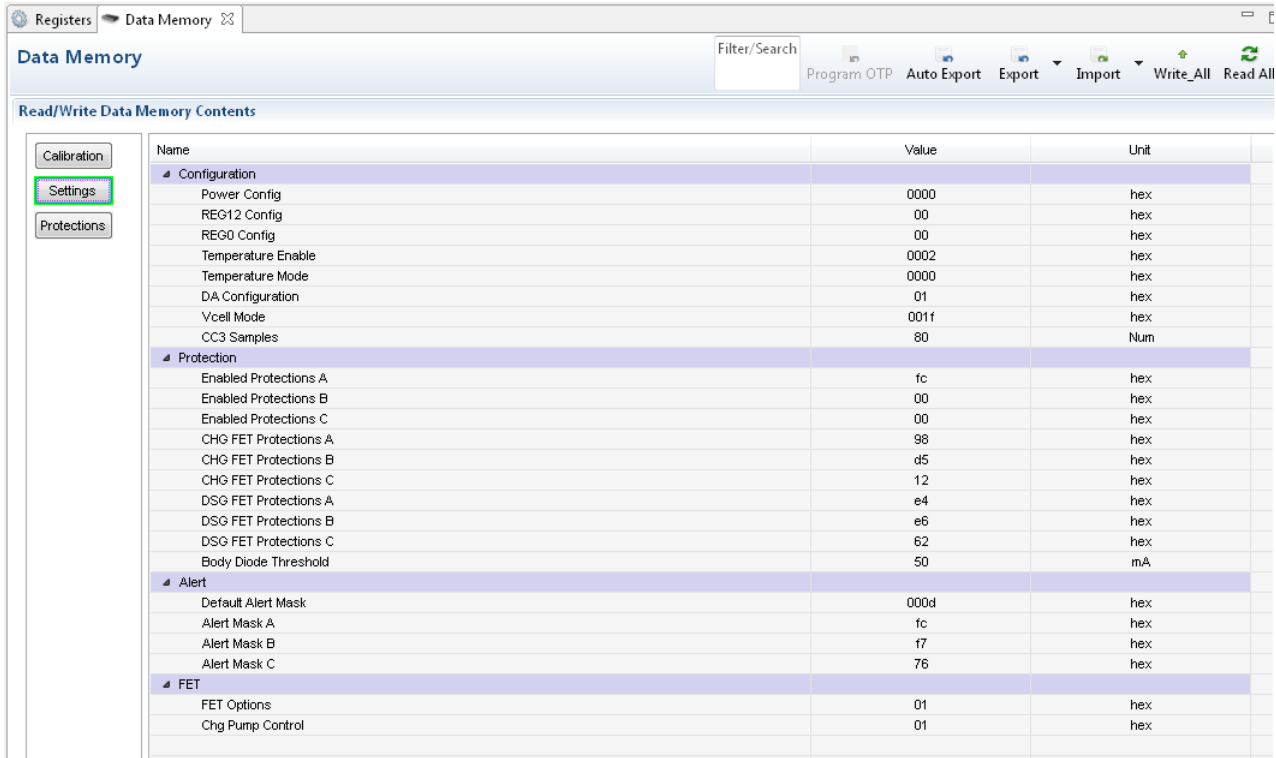 Registers Data Memory
Data Memory Filter/Search Program OTP Auto Export Export Import Write_All Read All
Read/Write Data Memory Contents
Calibration
Settings
Protections
Name Value Unit
Configuration
Power Config 0000 hex
REG12 Config 00 hex
REG0 Config 00 hex
Temperature Enable 0002 hex
Temperature Mode 0000 hex
DA Configuration 01 hex
Vcell Mode 001f hex
CC3 Samples 80 Num
Protection
Enabled Protections A fc hex
Enabled Protections B 00 hex
Enabled Protections C 00 hex
CHG FET Protections A 98 hex
CHG FET Protections B d5 hex
CHG FET Protections C 12 hex
DSG FET Protections A e4 hex
DSG FET Protections B e6 hex
DSG FET Protections C 62 hex
Body Diode Threshold 50 mA
Alert
Default Alert Mask 000d hex
Alert Mask A fc hex
Alert Mask B f7 hex
Alert Mask C 76 hex
FET
FET Options 01 hex
Chg Pump Control 01 hex